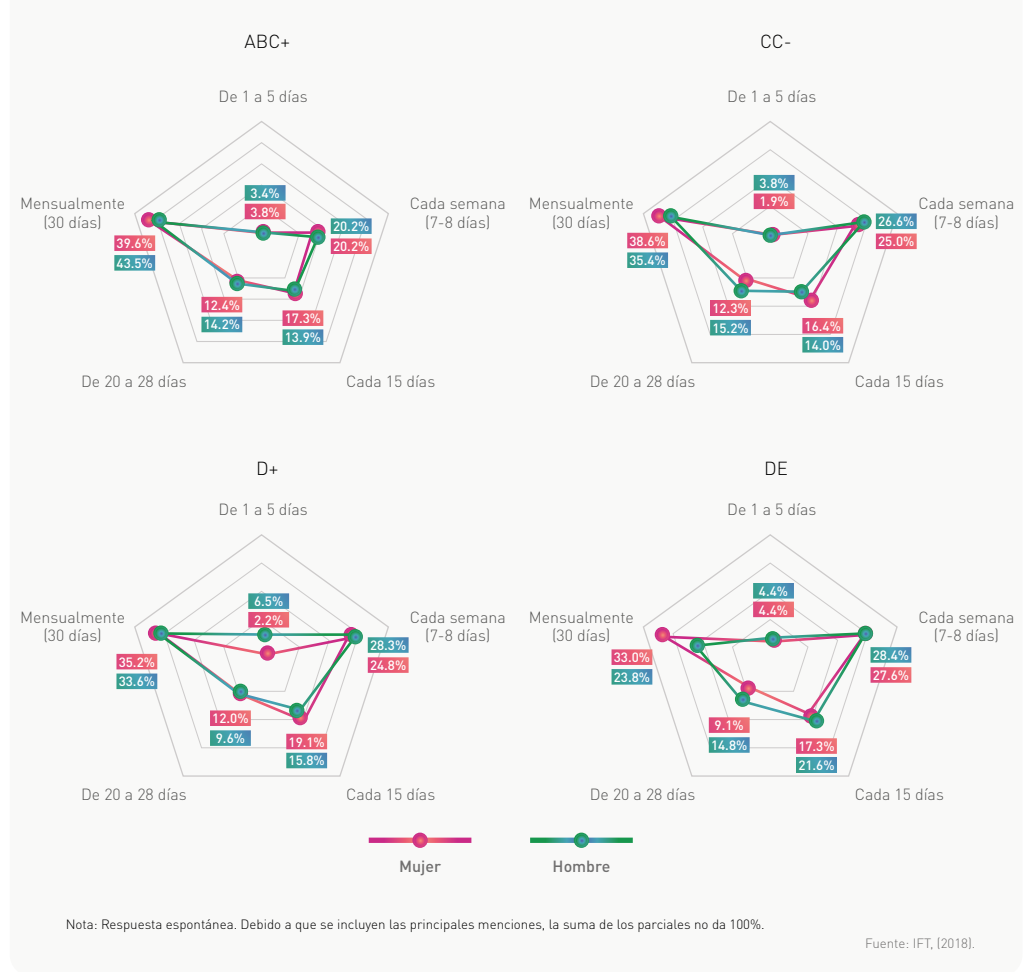 ABC+
De 1 a 5 días
3.4%
3.8%
Mensualmente
(30 días)
Cada semana
(7-8 días)
20.2%
20.2%
39.6%
43.5%
12.4%
14.2%
17.3%
13.9%
De 20 a 28 días
Cada 15 días
CC-
De 1 a 5 días
3.8%
1.9%
Mensualmente
(30 días)
Cada semana
(7-8 días)
26.6%
25.0%
38.6%
35.4%
12.3%
15.2%
16.4%
14.0%
De 20 a 28 días
Cada 15 días
D+
De 1 a 5 días
6.5%
2.2%
Mensualmente
(30 días)
Cada semana
(7-8 días)
28.3%
24.8%
35.2%
33.6%
12.0%
9.6%
19.1%
15.8%
De 20 a 28 días
Cada 15 días
DE
De 1 a 5 días
4.4%
4.4%
Mensualmente
(30 días)
Cada semana
(7-8 días)
28.4%
27.6%
33.0%
23.8%
9.1%
14.8%
17.3%
21.6%
De 20 a 28 días
Cada 15 días
Mujer
Hombre
Nota: Respuesta espontánea. Debido a que se incluyen las principales menciones, la suma de los parciales no da 100%.
Fuente: IFT, (2018).